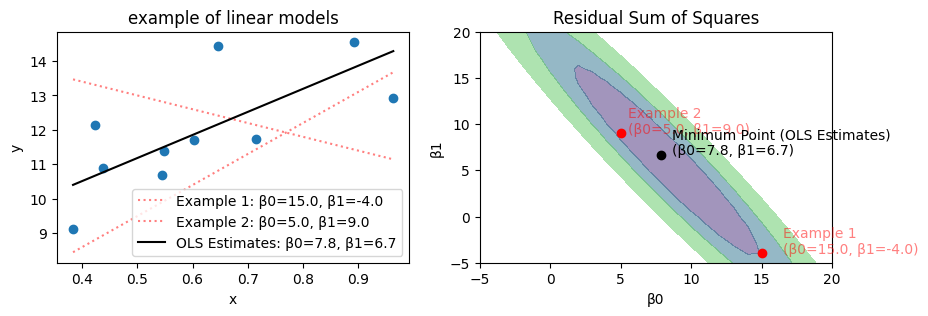 example of linear models
y
14
13
12
11
10
9
0.4
0.5
0.6
0.7
0.8
0.9
x
Example 1: β0=15.0, β1=-4.0
Example 2: β0=5.0, β1=9.0
OLS Estimates: β0=7.8, β1=6.7
Residual Sum of Squares
β1
20
15
10
5
0
−5
−5
0
5
10
15
20
β0
Example 2
(β0=5.0, β1=9.0)
Minimum Point (OLS Estimates)
(β0=7.8, β1=6.7)
Example 1
(β0=15.0, β1=-4.0)